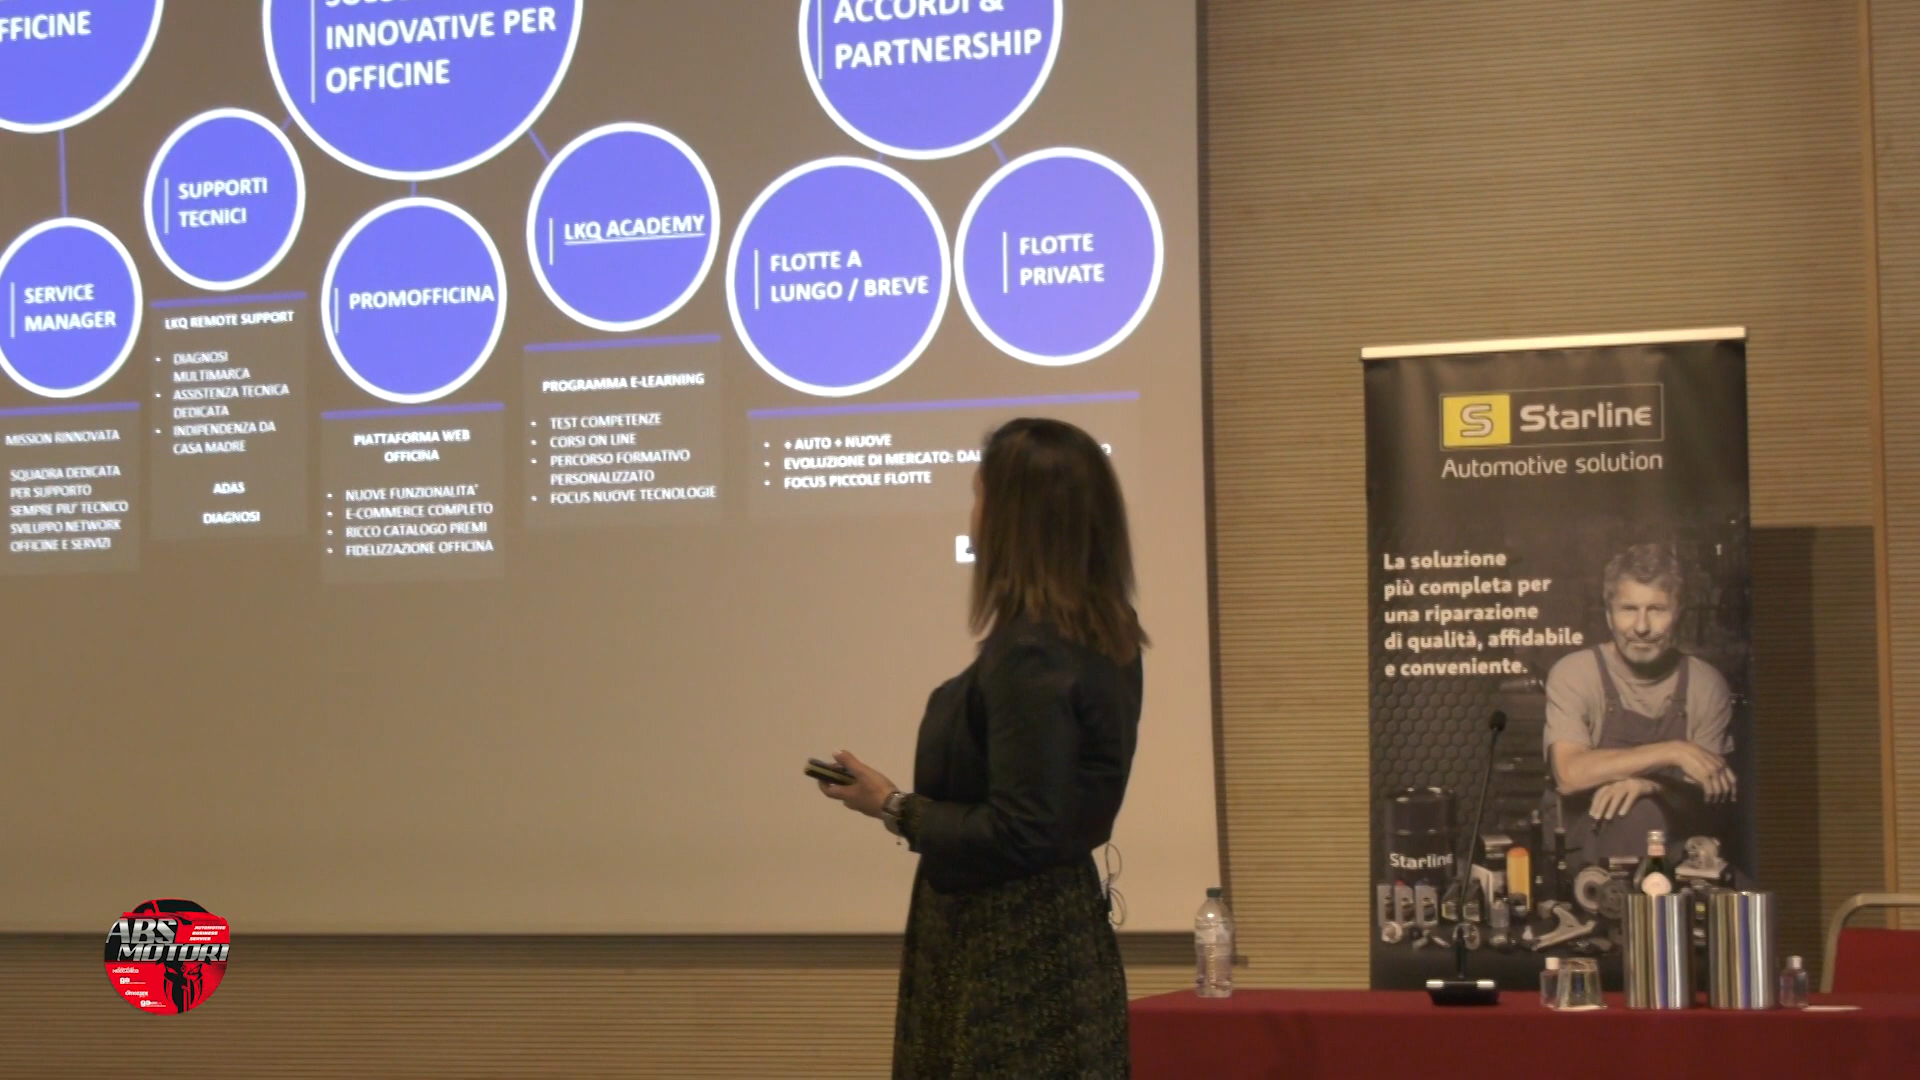 FFICINE
INNOVATIVE PER
OFFICINE
ACCORDI &
PARTNERSHIP
SUPPORTI
TECNICI
SERVICE
MANAGER
PROMOFFICINA
LKQ ACADEMY
FLOTTE A
LUNGO / BREVE
FLOTTE
PRIVATE
MISSION RINNOVATA
SQUADRA DEDICATA
PER SUPPORTO
SEMPRE PIU' TECNICO
SVILUPPO NETWORK
OFFICINE E SERVIZI
LKQ REMOTE SUPPORT
• DIAGNOSI
MULTIMARCA
• ASSISTENZA TECNICA
DEDICATA
• INDIPENDENZA DA
CASA MADRE
ADAS
DIAGNOSI
PIATTAFORMA WEB
OFFICINA
• NUOVE FUNZIONALITA'
• E-COMMERCE COMPLETO
• RICCO CATALOGO PREMI
• FIDELIZZAZIONE OFFICINA
PROGRAMMA E-LEARNING
• TEST COMPETENZE
• CORSI ON LINE
• PERCORSO FORMATIVO
PERSONALIZZATO
• FOCUS NUOVE TECNOLOGIE
• + AUTO + NUOVE
• EVOLUZIONE DI MERCATO: DAL
• FOCUS PICCOLE FLOTTE
S Starline
Automotive solution
La soluzione
più completa per
una riparazione
di qualità, affidabile
e conveniente.
Starline
ABS
MOTORI
AUTOMOTIVE
BUSINESS
SERVICE